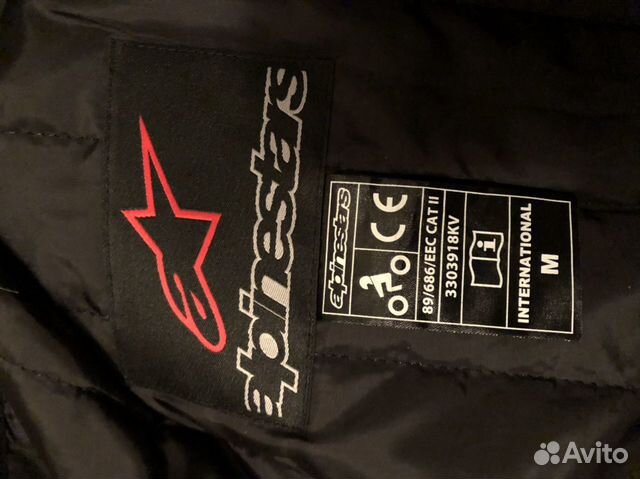 alpinestars
alpinestars
CE
89/686/EEC CAT II
3303918KV
i
INTERNATIONAL
M
Avito